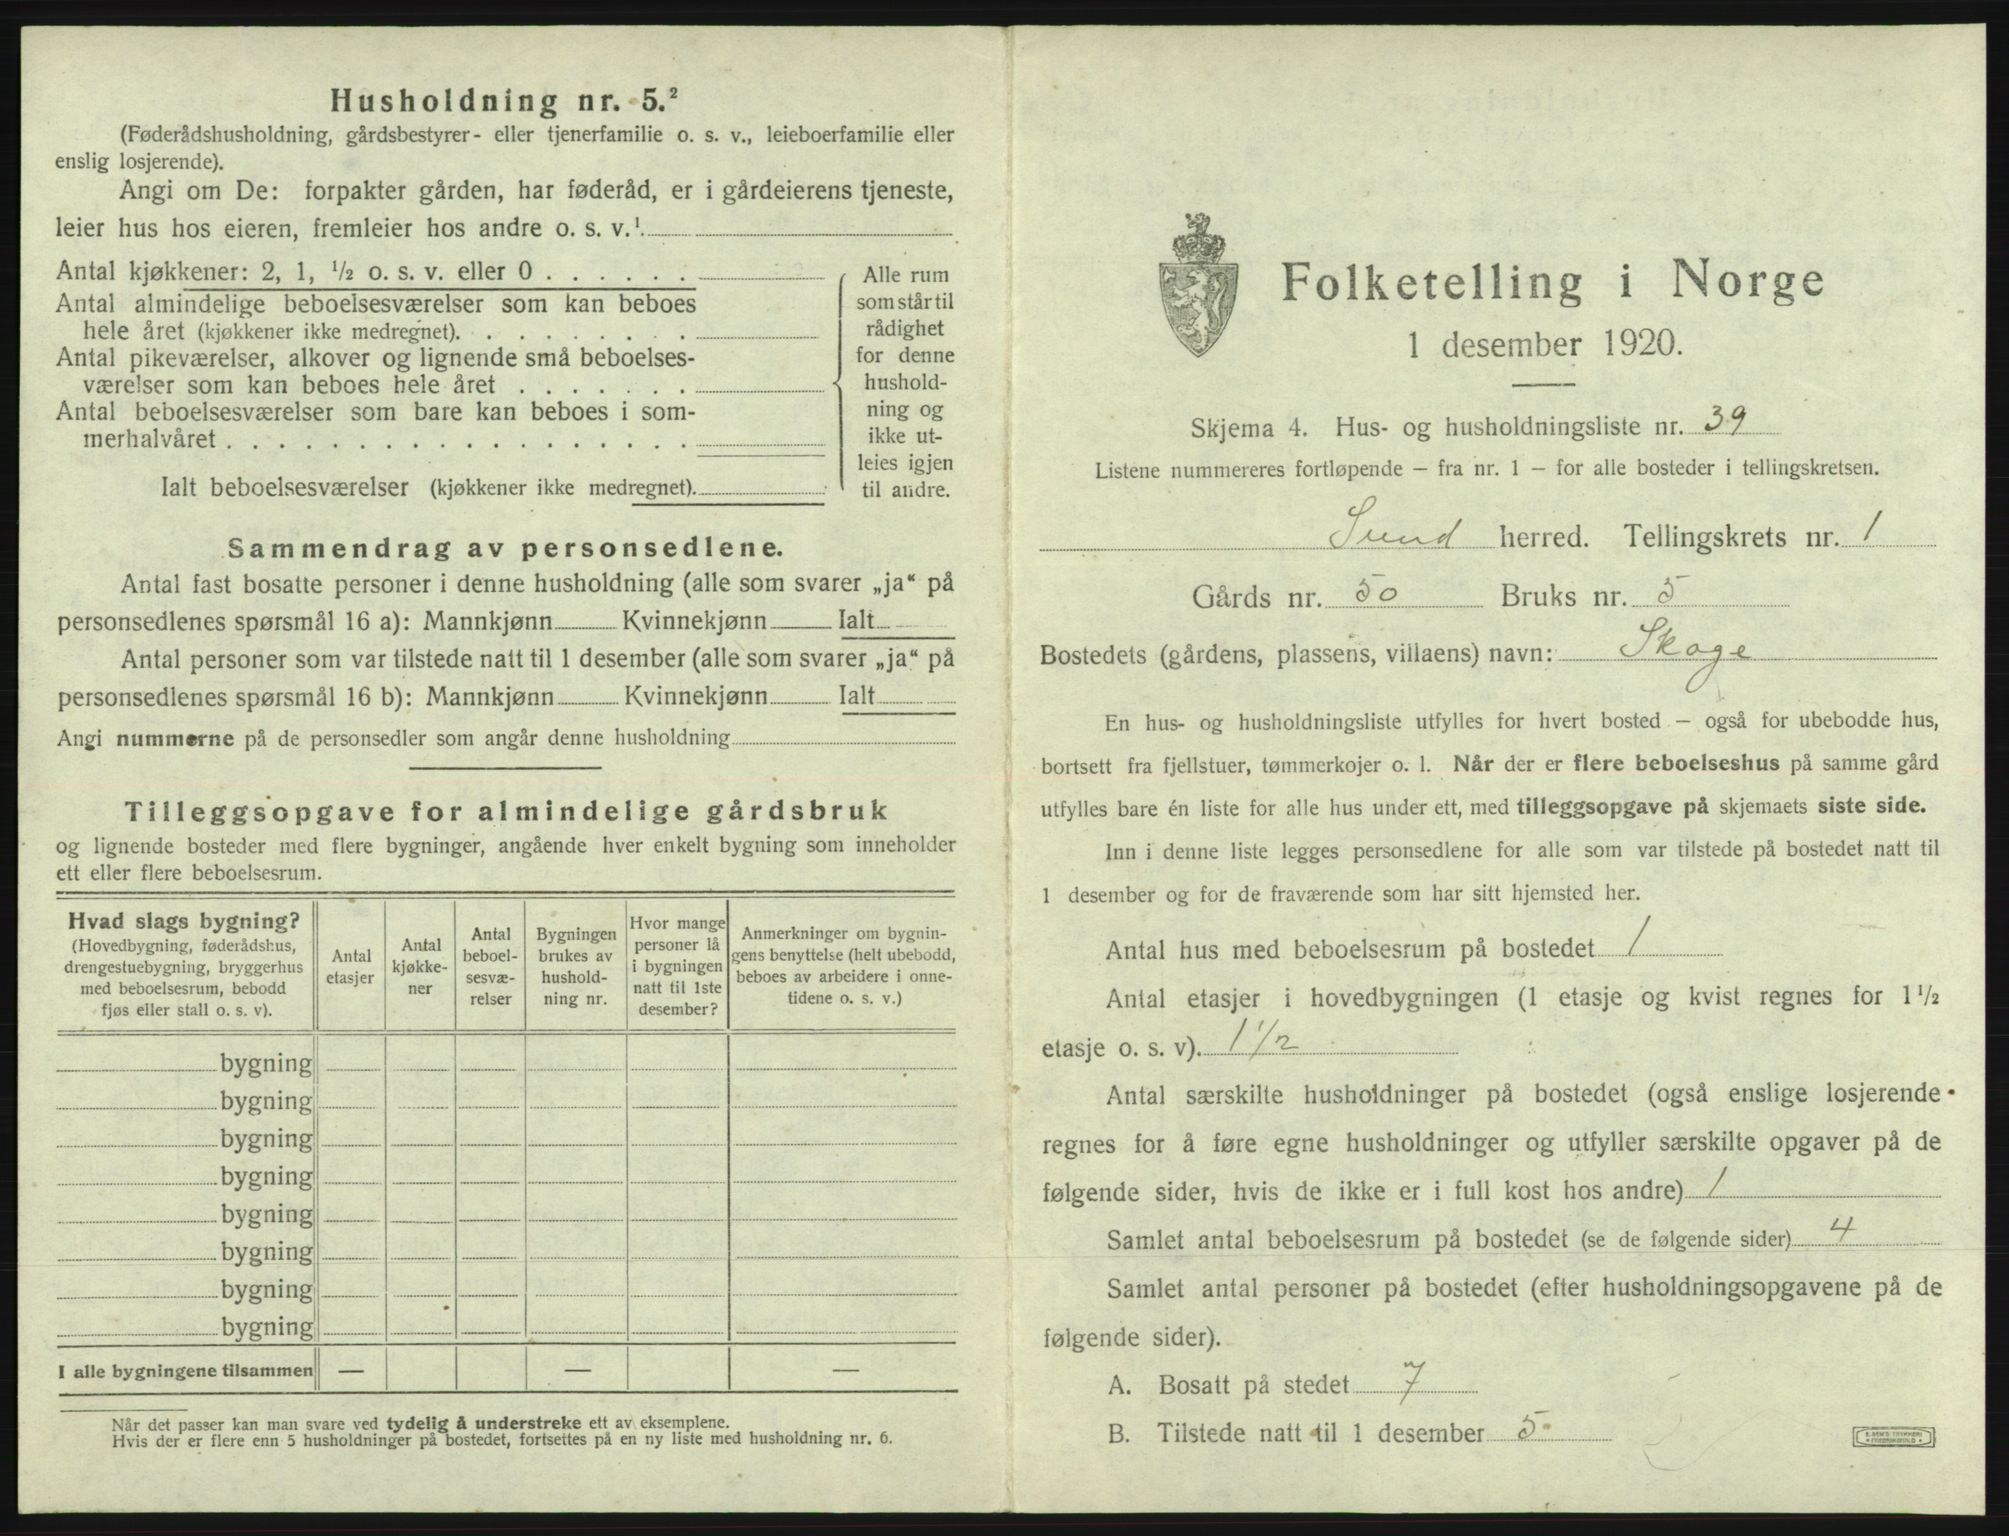 Husholdning nr. 5.²
(Føderådshusholdning, gårdsbestyrer- eller tjenerfamilie o. s. v., leieboerfamilie eller
enslig losjerende).
Angi om De: forpakter gården, har føderåd, er i gårdeierens tjeneste,
leier hus hos eieren, fremleier hos andre o. s. v.¹
Antal kjøkkener: 2, 1, ½ o. s. v. eller 0 . . . . . .
Antal almindelige beboelsesværelser som kan beboes
hele året (kjøkkener ikke medregnet). . . . . . . .
Antal pikeværelser, alkover og lignende små beboelses-
værelser som kan beboes hele året . . . . . . .
Antal beboelsesværelser som bare kan beboes i som-
merhalvåret . . . . . . . . . . . . . . . . . .
Ialt beboelsesværelser (kjøkkener ikke medregnet).
Alle rum
som står til
rådighet
for denne
hushold-
ning og
ikke ut-
leies igjen
til andre.
Sammendrag av personsedlene.
Antal fast bosatte personer i denne husholdning (alle som svarer „ja“ på
personsedlenes spørsmål 16 a): Mannkjønn Kvinnekjønn Ialt
Antal personer som var tilstede natt til 1 desember (alle som svarer „ja“ på
personsedlenes spørsmål 16 b): Mannkjønn Kvinnekjønn Ialt
Angi nummerne på de personsedler som angår denne husholdning
Tilleggsopgave for almindelige gårdsbruk
og lignende bosteder med flere bygninger, angående hver enkelt bygning som inneholder
ett eller flere beboelsesrum.
Hvad slags bygning?
(Hovedbygning, føderådshus,
drengestuebygning, bryggerhus
med beboelsesrum, bebodd
fjøs eller stall o. s. v).
Antal
etasjer
Antal
kjøkke-
ner
Antal
beboel-
sesvæ-
relser
Bygningen
brukes av
hushold-
ning nr.
Hvor mange
personer lå
i bygningen
natt til 1ste
desember?
Anmerkninger om bygnin-
gens benyttelse (helt ubebodd,
beboes av arbeidere i onne-
tidene o. s. v.)
bygning
bygning
bygning
bygning
bygning
bygning
bygning
bygning
I alle bygningene tilsammen — — —
Når det passer kan man svare ved tydelig å understreke ett av eksemplene.
Hvis der er flere enn 5 husholdninger på bostedet, fortsettes på en ny liste med husholdning nr. 6.
Folketelling i Norge
1 desember 1920.
Skjema 4. Hus- og husholdningsliste nr. 39
Listene nummereres fortløpende — fra nr. 1 — for alle bosteder i tellingskretsen.
Sund herred. Tellingskrets nr. 1
Gårds nr. 50 Bruks nr. 5
Bostedets (gårdens, plassens, villaens) navn: Skoge
En hus- og husholdningsliste utfylles for hvert bosted — også for ubebodde hus,
bortsett fra fjellstuer, tømmerkojer o. l. Når der er flere beboelseshus på samme gård
utfylles bare én liste for alle hus under ett, med tilleggsopgave på skjemaets siste side.
Inn i denne liste legges personsedlene for alle som var tilstede på bostedet natt til
1 desember og for de fraværende som har sitt hjemsted her.
Antal hus med beboelsesrum på bostedet 1
Antal etasjer i hovedbygningen (1 etasje og kvist regnes for 1½
etasje o. s. v). 1½
Antal særskilte husholdninger på bostedet (også enslige losjerende
regnes for å føre egne husholdninger og utfyller særskilte opgaver på de
følgende sider, hvis de ikke er i full kost hos andre) 1
Samlet antal beboelsesrum på bostedet (se de følgende sider) 4
Samlet antal personer på bostedet (efter husholdningsopgavene på de
følgende sider).
A. Bosatt på stedet 7
B. Tilstede natt til 1 desember 5